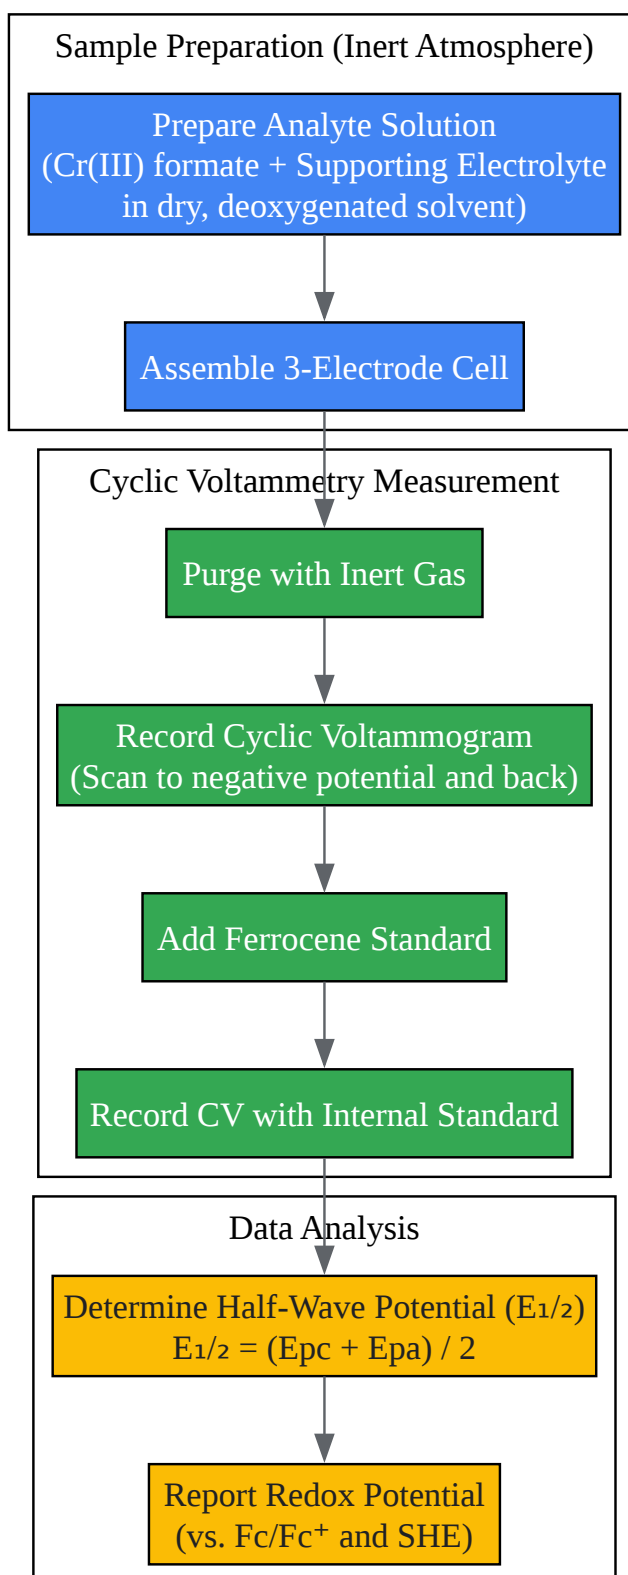 Sample Preparation (Inert Atmosphere)
Prepare Analyte Solution
(Cr(III) formate + Supporting Electrolyte
in dry, deoxygenated solvent)
Assemble 3-Electrode Cell
Cyclic Voltammetry Measurement
Purge with Inert Gas
Record Cyclic Voltammogram
(Scan to negative potential and back)
Add Ferrocene Standard
Record CV with Internal Standard
Data Analysis
Determine Half-Wave Potential (E₁/₂)
E₁/₂ = (Epc + Epa) / 2
Report Redox Potential
(vs. Fc/Fc⁺ and SHE)